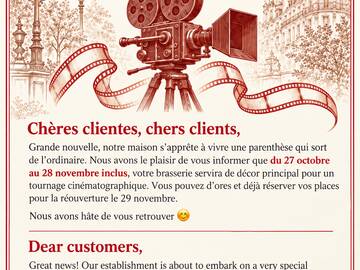 Chères clientes, chers clients,
Grande nouvelle, notre maison s’apprête à vivre une parenthèse qui sort
de l’ordinaire. Nous avons le plaisir de vous informer que du 27 octobre
au 28 novembre inclus, votre brasserie servira de décor principal pour un
tournage cinématographique. Vous pouvez d’ores et déjà réserver vos places
pour la réouverture le 29 novembre.
Nous avons hâte de vous retrouver 😊
Dear customers,
Great news! Our establishment is about to embark on a very special